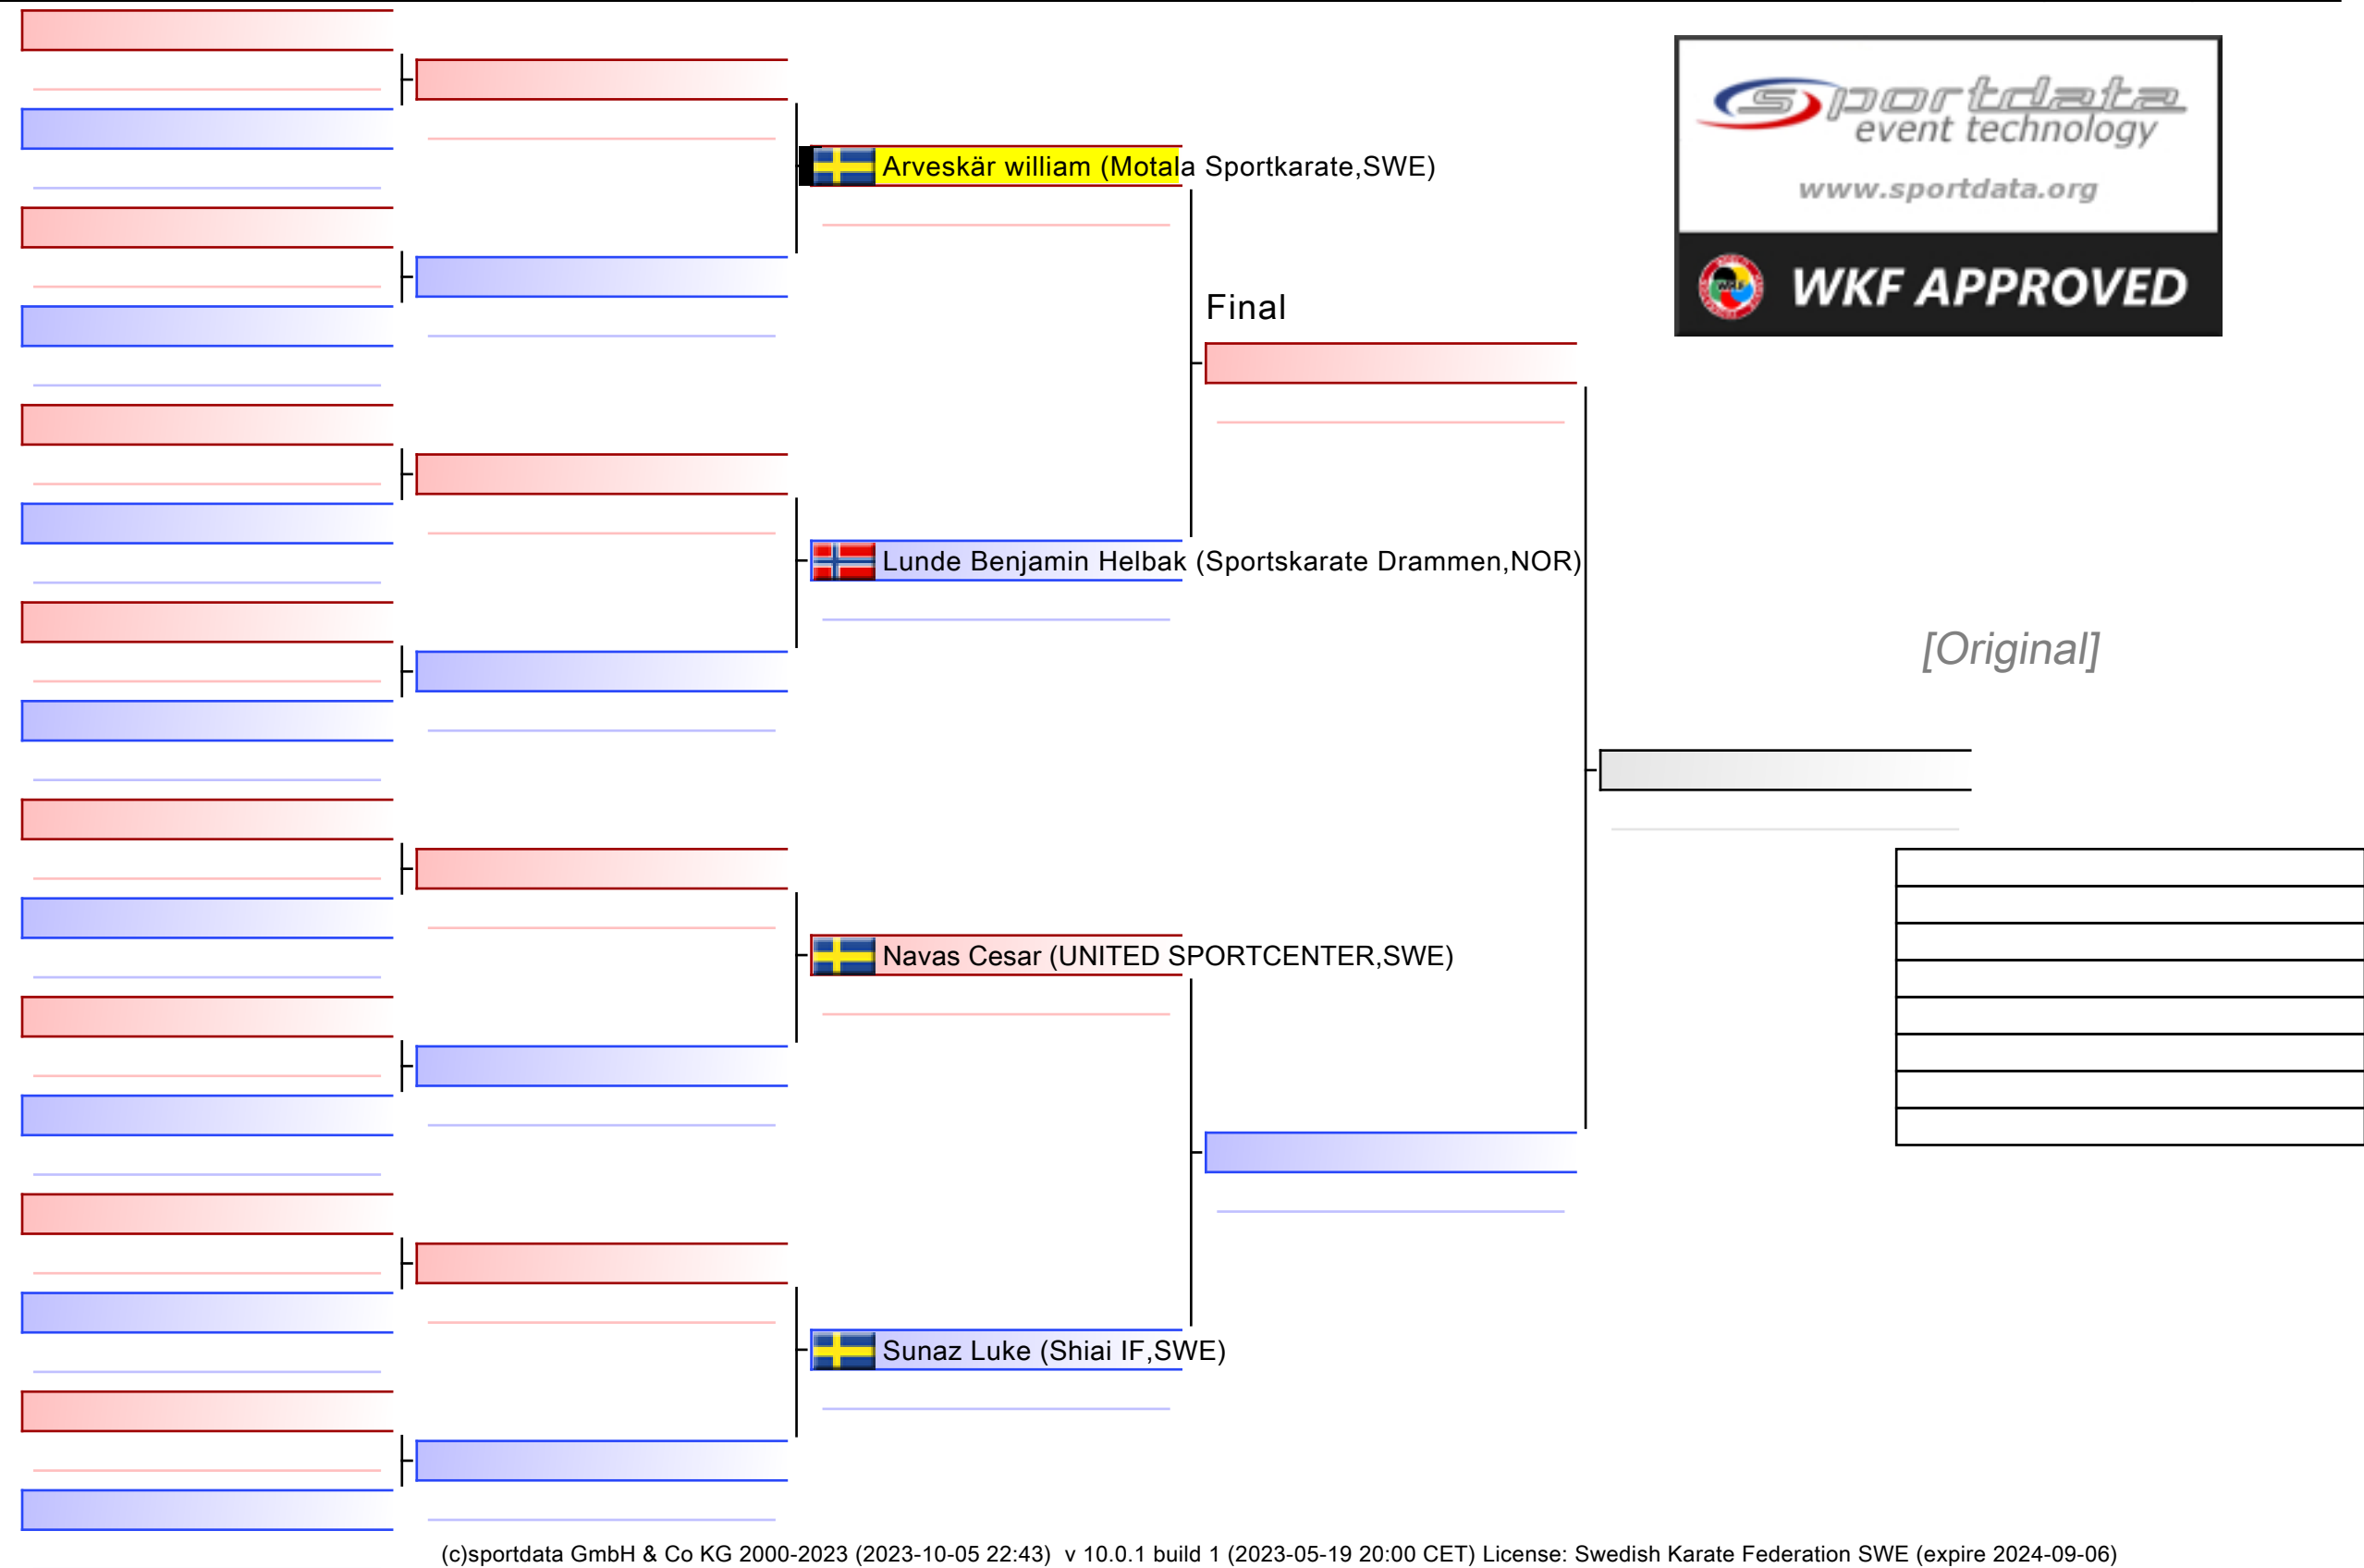 sportdata
event technology
www.sportdata.org
WKF
WKF APPROVED
Arveskär william (Motala Sportkarate,SWE)
Final
Lunde Benjamin Helbak (Sportskarate Drammen,NOR)
[Original]
Navas Cesar (UNITED SPORTCENTER,SWE)
Sunaz Luke (Shiai IF,SWE)
(c)sportdata GmbH & Co KG 2000-2023 (2023-10-05 22:43)  v 10.0.1 build 1 (2023-05-19 20:00 CET) License: Swedish Karate Federation SWE (expire 2024-09-06)